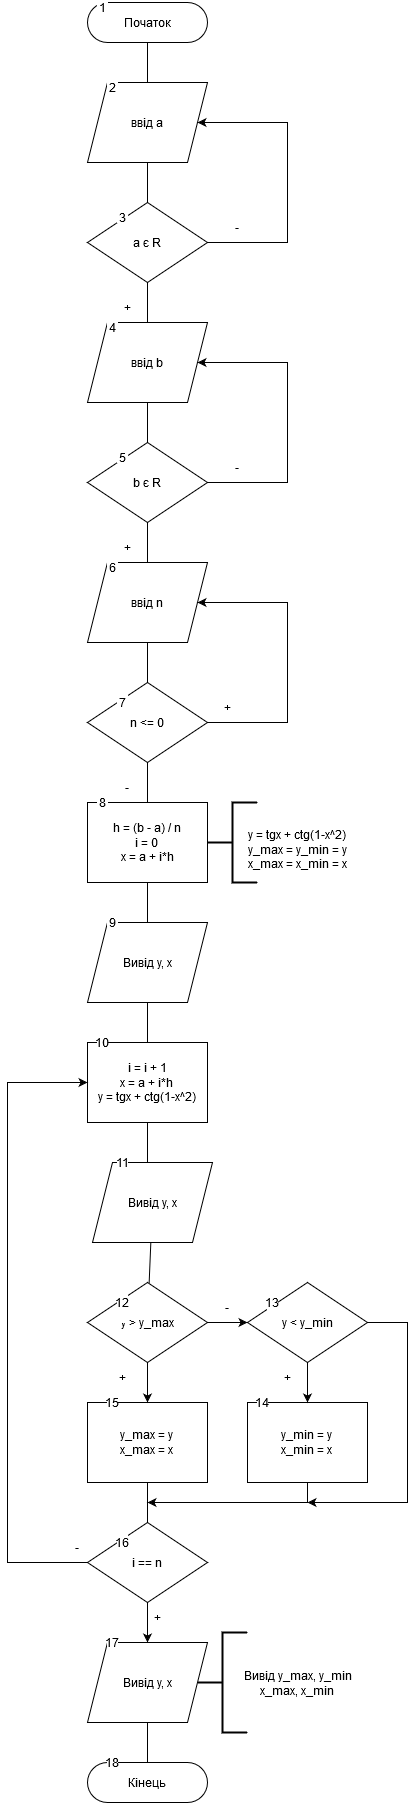 1
Початок
2
ввід a
3
a є R
-
+
4
ввід b
5
b є R
-
+
6
ввід n
7
n <= 0
+
-
8
h = (b - a) / n
i = 0
x = a + i*h
y = tgx + ctg(1-x^2)
y_max = y_min = y
x_max = x_min = x
9
Вивід y, x
10
i = i + 1
x = a + i*h
y = tgx + ctg(1-x^2)
11
Вивід y, x
12
y > y_max
-
+
13
y < y_min
+
15
y_max = y
x_max = x
14
y_min = y
x_min = x
16
i == n
-
+
17
Вивід y, x
Вивід y_max, y_min
x_max, x_min
18
Кінець